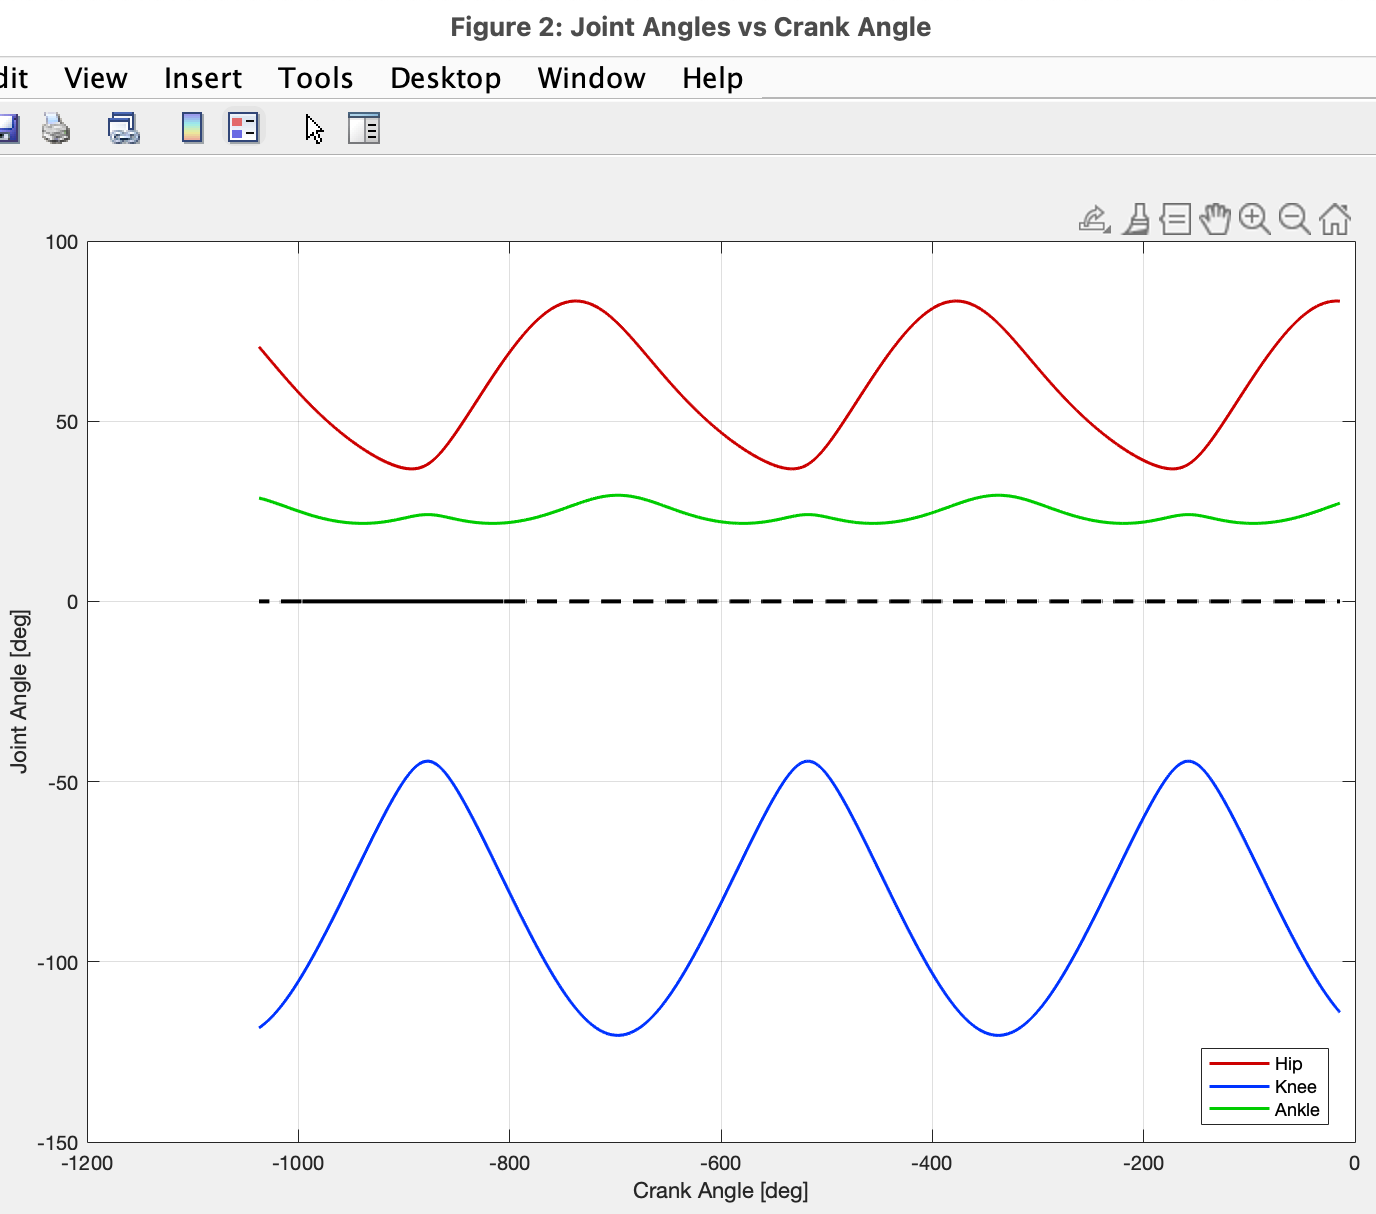 Figure 2: Joint Angles vs Crank Angle
dit View Insert Tools Desktop Window Help
100
50
0
-50
-100
-150
Joint Angle [deg]
-1200 -1000 -800 -600 -400 -200 0
Crank Angle [deg]
Hip
Knee
Ankle